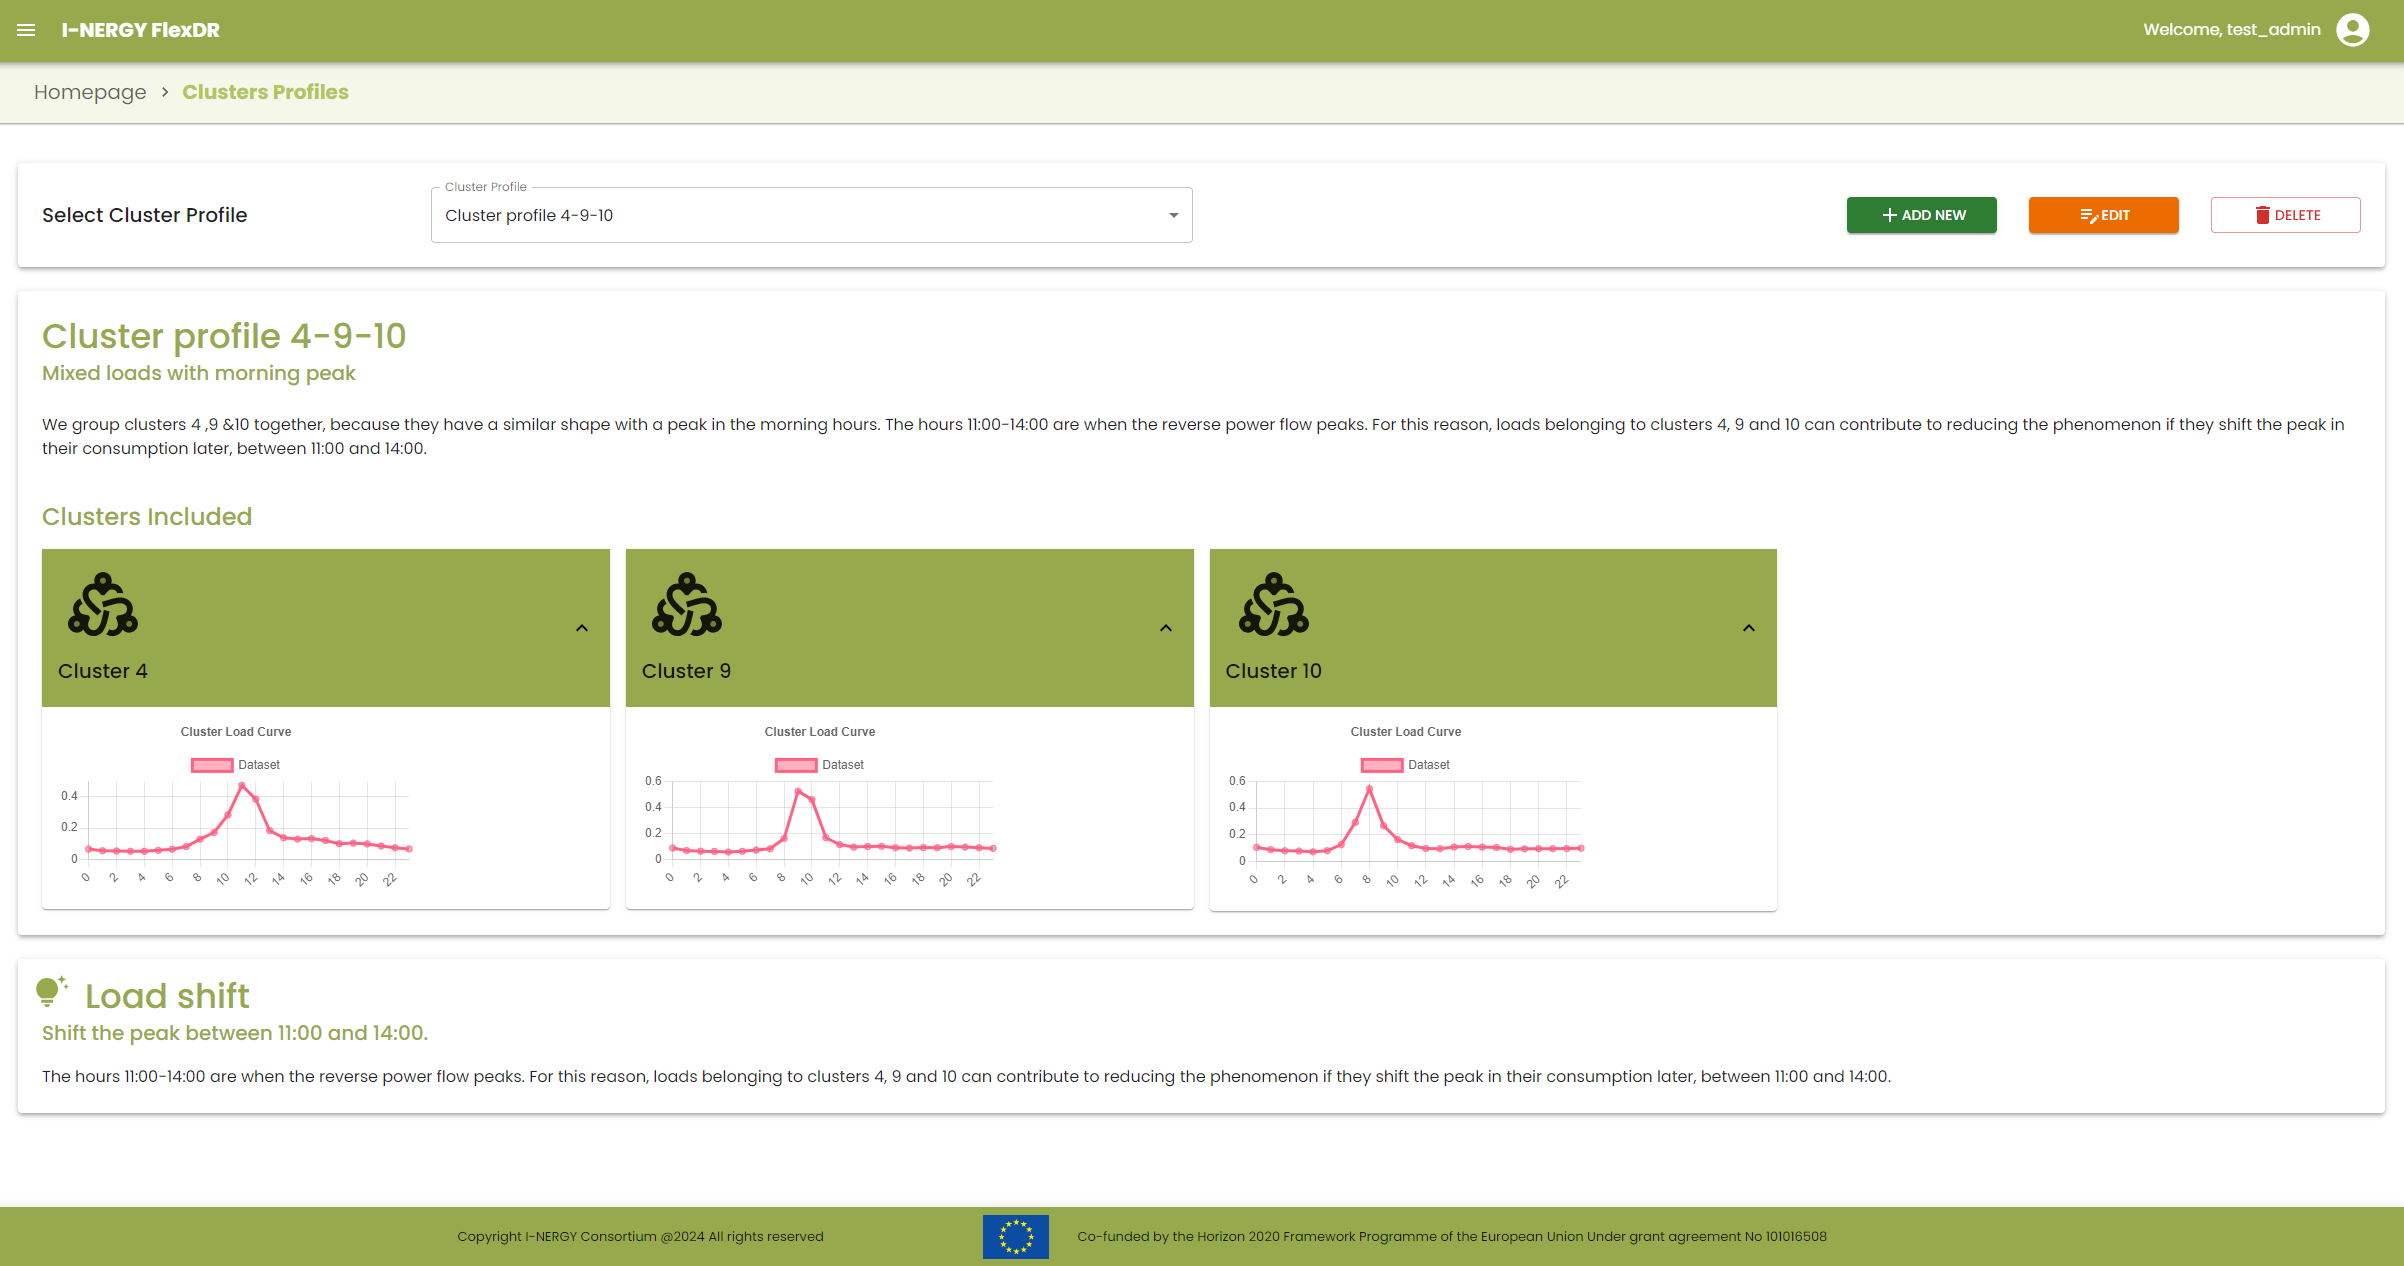 I-NERGY FlexDR
Welcome, test_admin
Homepage > Clusters Profiles
Select Cluster Profile
Cluster Profile
Cluster profile 4-9-10
ADD NEW
EDIT
DELETE
Cluster profile 4-9-10
Mixed loads with morning peak
We group clusters 4 ,9 &10 together, because they have a similar shape with a peak in the morning hours. The hours 11:00-14:00 are when the reverse power flow peaks. For this reason, loads belonging to clusters 4, 9 and 10 can contribute to reducing the phenomenon if they shift the peak in
their consumption later, between 11:00 and 14:00.
Clusters Included
Cluster 4
Cluster Load Curve
Dataset
0.4
0.2
0
0 2 4 6 8 10 12 14 16 18 20 22
Cluster 9
Cluster Load Curve
Dataset
0.6
0.4
0.2
0
0 2 4 6 8 10 12 14 16 18 20 22
Cluster 10
Cluster Load Curve
Dataset
0.6
0.4
0.2
0
0 2 4 6 8 10 12 14 16 18 20 22
Load shift
Shift the peak between 11:00 and 14:00.
The hours 11:00-14:00 are when the reverse power flow peaks. For this reason, loads belonging to clusters 4, 9 and 10 can contribute to reducing the phenomenon if they shift the peak in their consumption later, between 11:00 and 14:00.
Copyright I-NERGY Consortium @2024 All rights reserved
Co-funded by the Horizon 2020 Framework Programme of the European Union Under grant agreement No 101016508